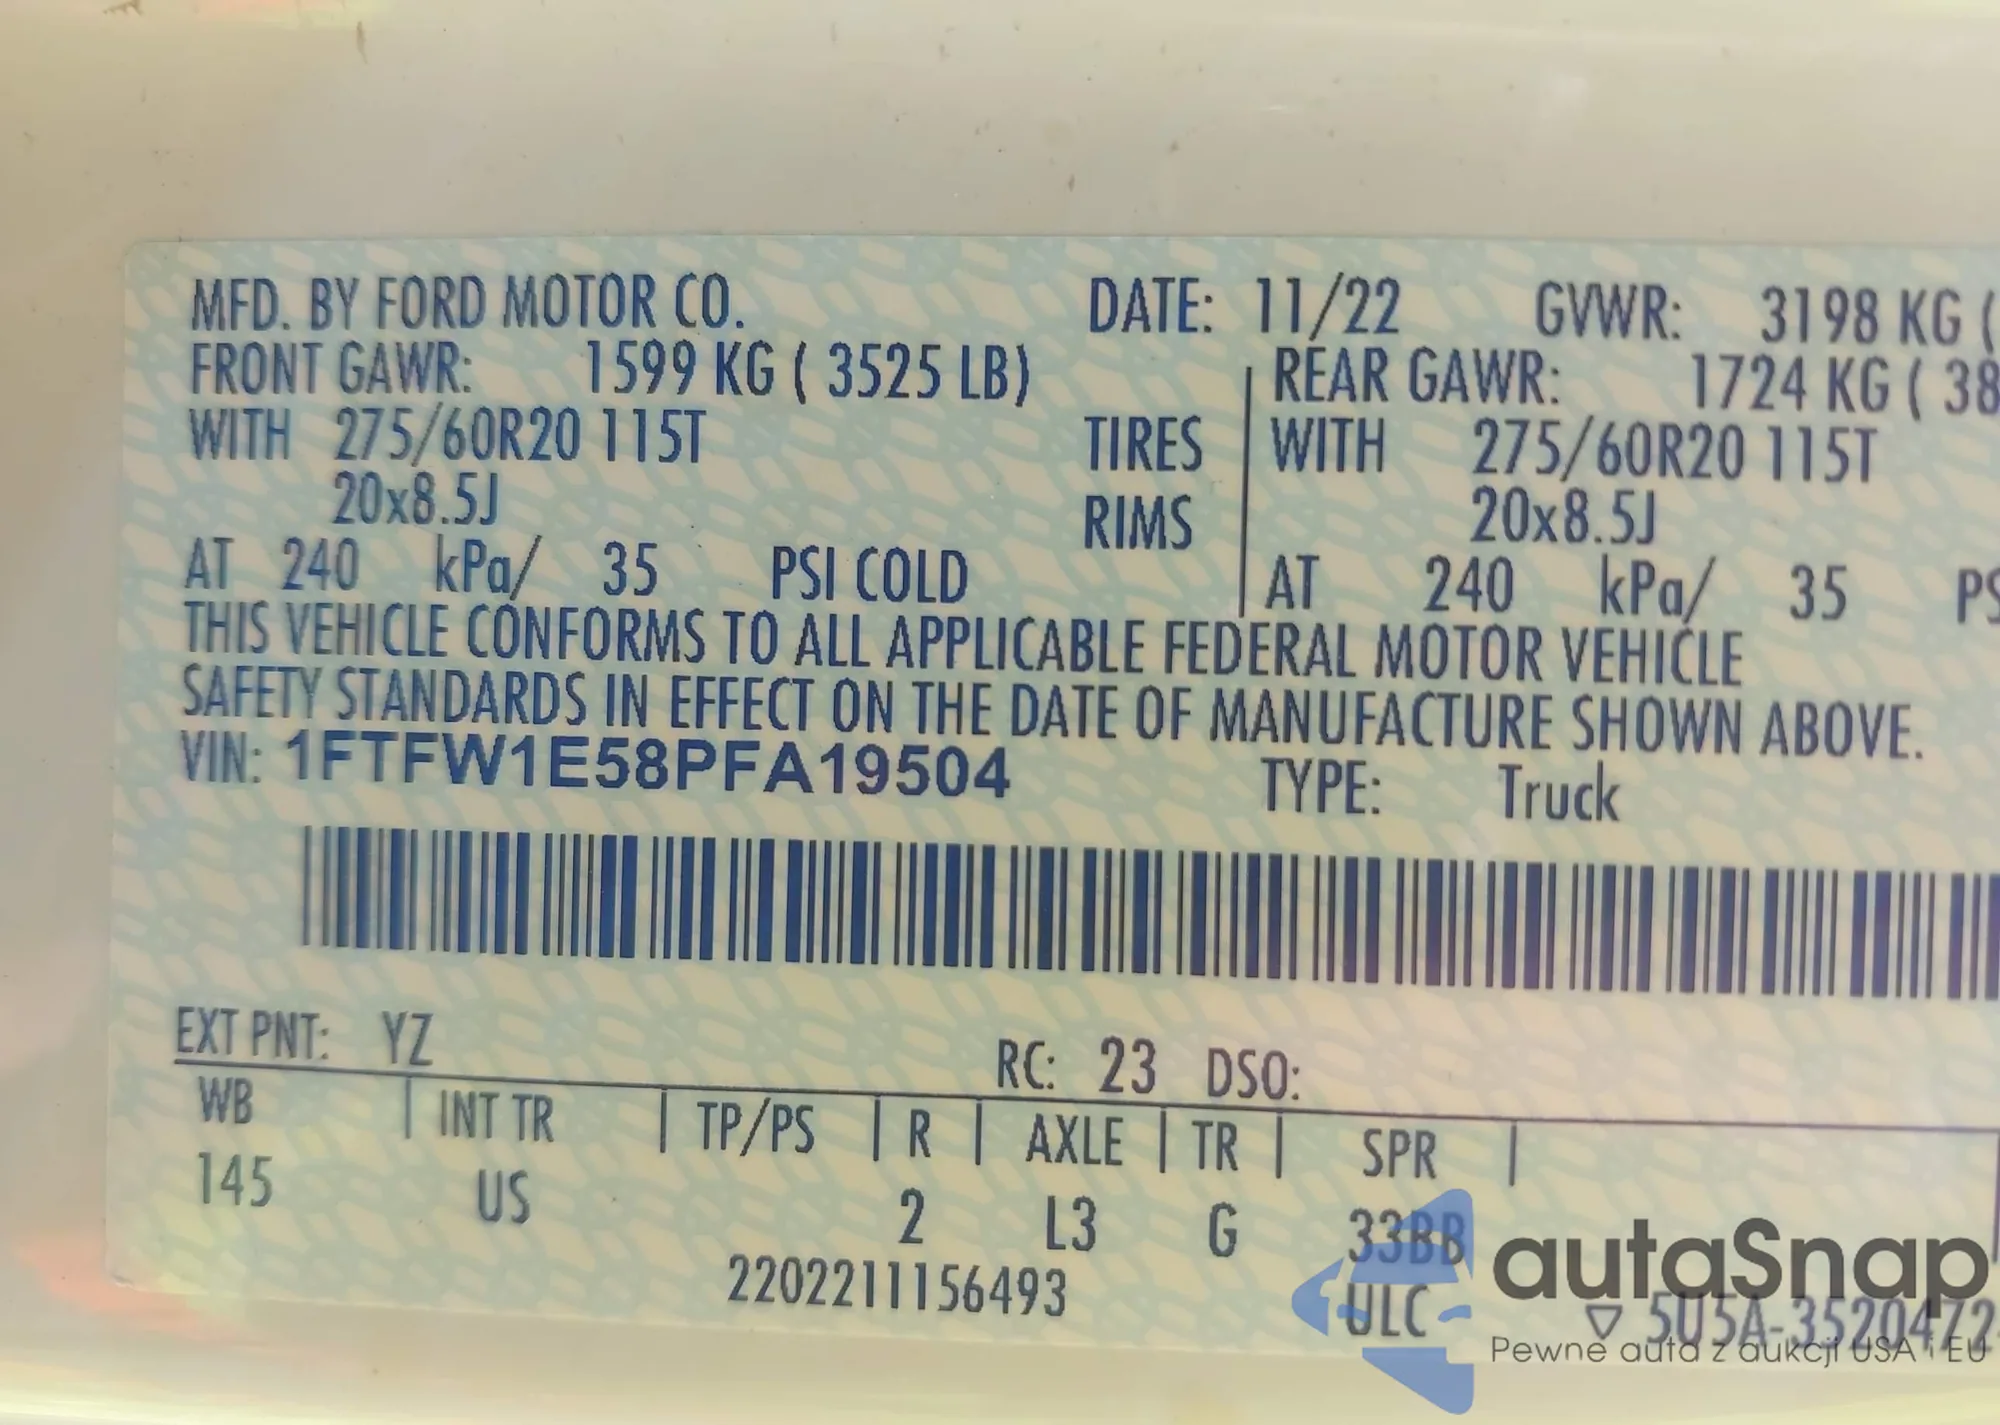 MFD. BY FORD MOTOR CO. DATE: 11/22 GVWR: 3198 KG (
FRONT GAWR: 1599 KG ( 3525 LB) REAR GAWR: 1724 KG ( 38
WITH 275/60R20 115T TIRES WITH 275/60R20 115T
20x8.5J RIMS 20x8.5J
AT 240 kPa/ 35 PSI COLD AT 240 kPa/ 35 PS
THIS VEHICLE CONFORMS TO ALL APPLICABLE FEDERAL MOTOR VEHICLE
SAFETY STANDARDS IN EFFECT ON THE DATE OF MANUFACTURE SHOWN ABOVE.
VIN: 1FTFW1E58PFA19504 TYPE: Truck
EXT PNT: YZ RC: 23 DSO:
WB | INT TR | TP/PS | R | AXLE | TR | SPR |
145 US 2 L3 G 33BB
2202211156493 ULC ▽ 5U5A-3520472
autaSnap
Pewne auta z aukcji USA i EU